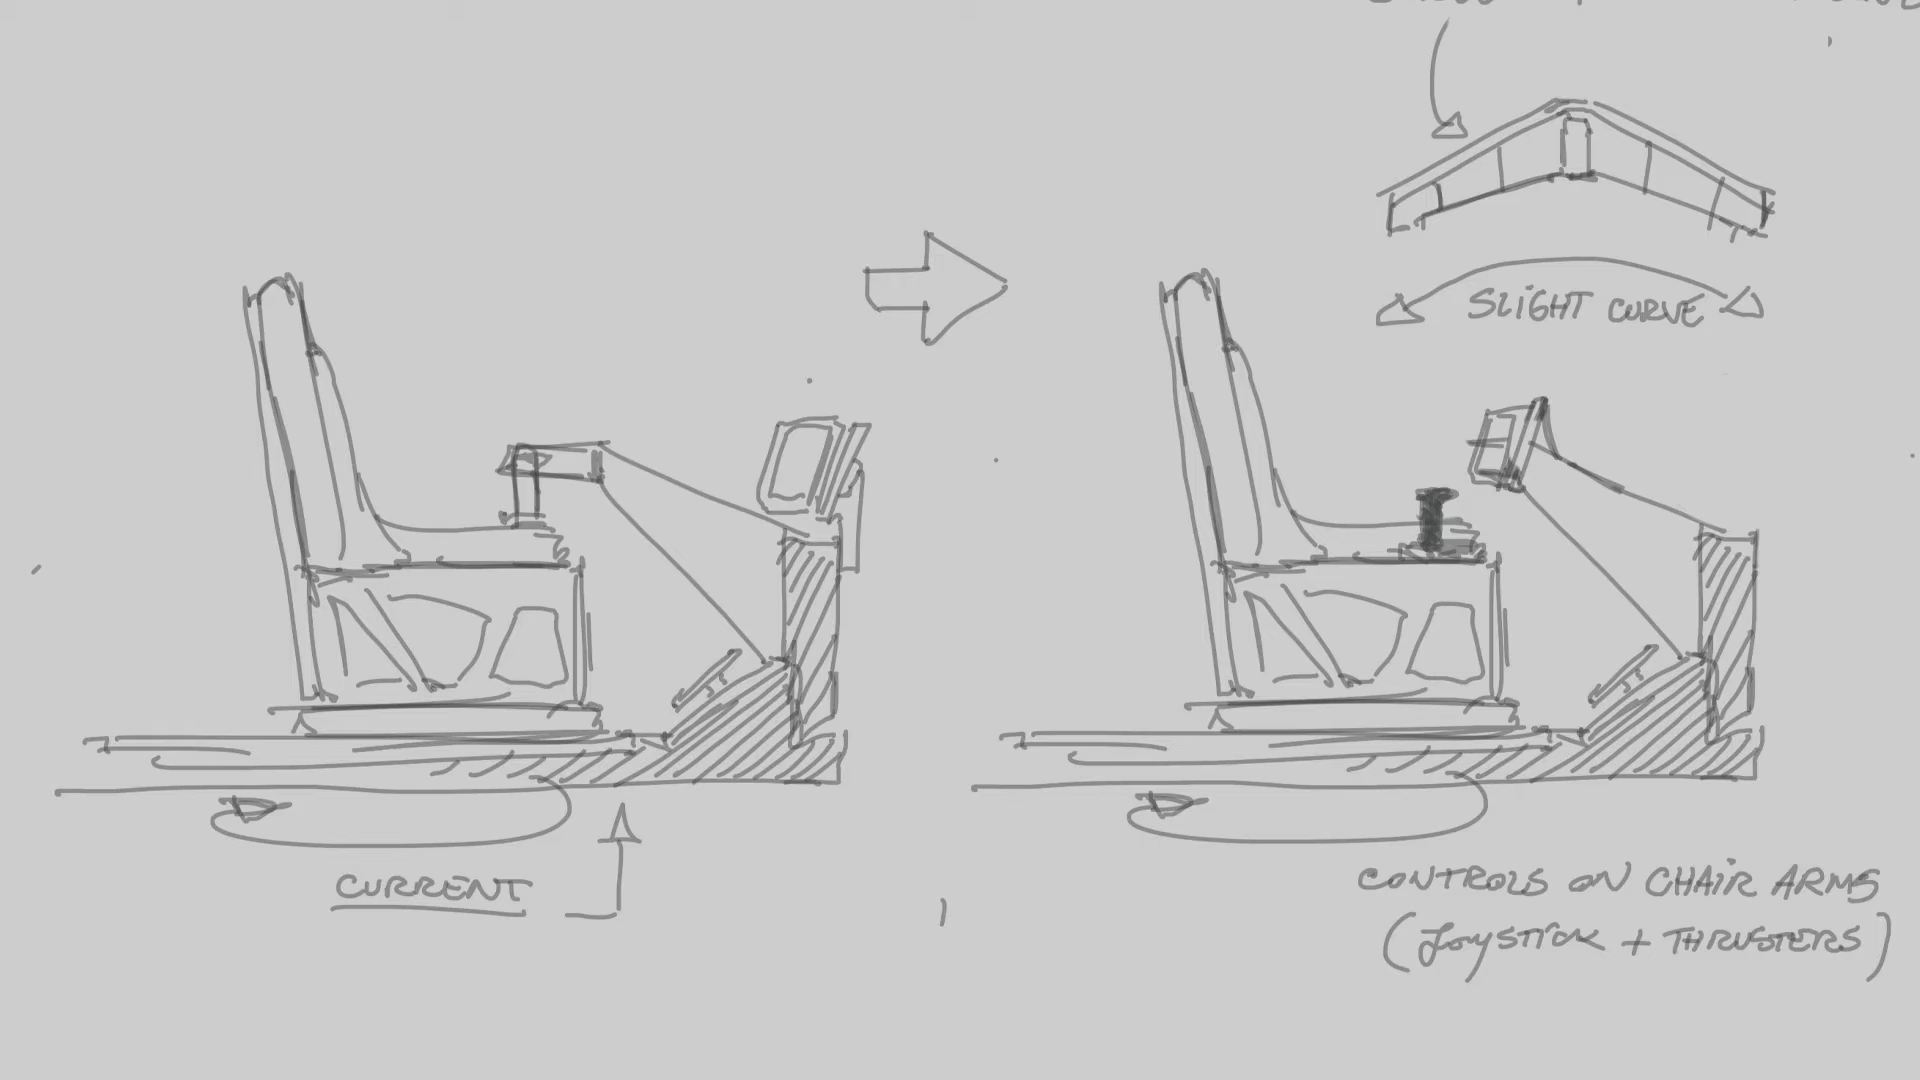 SLIGHT CURVE
CURRENT
CONTROLS ON CHAIR ARMS
(JOYSTICK + THRUSTERS)